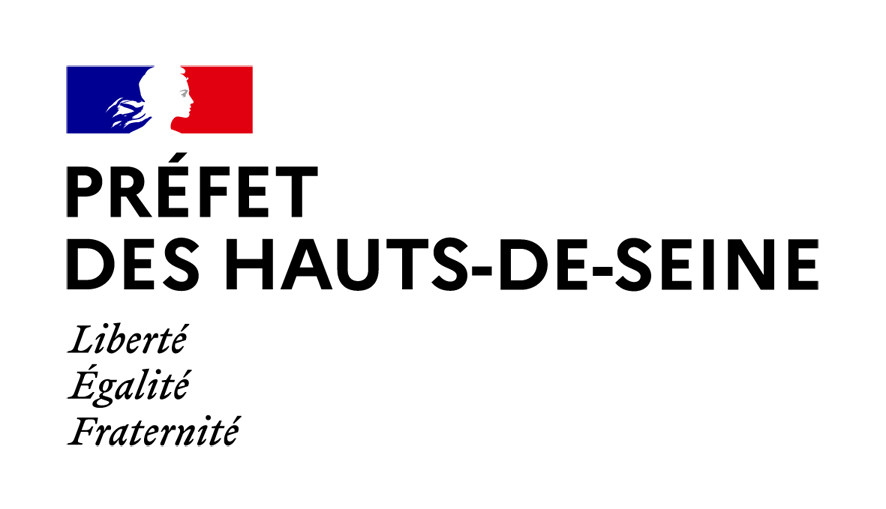 PRÉFET
DES HAUTS-DE-SEINE
Liberté
Égalité
Fraternité